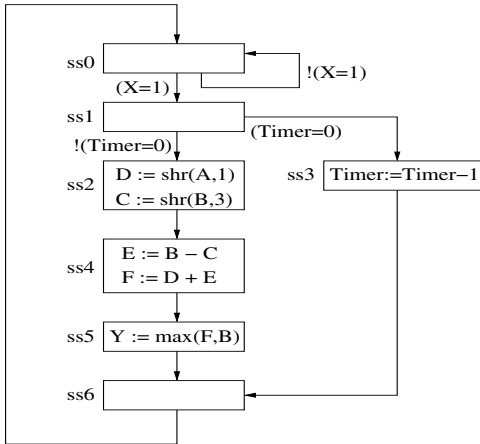 ss0
!(X=1)
(X=1)
ss1
(Timer=0)
!(Timer=0)
ss2
D := shr(A,1)
C := shr(B,3)
ss3
Timer:=Timer−1
ss4
E := B − C
F := D + E
ss5
Y := max(F,B)
ss6